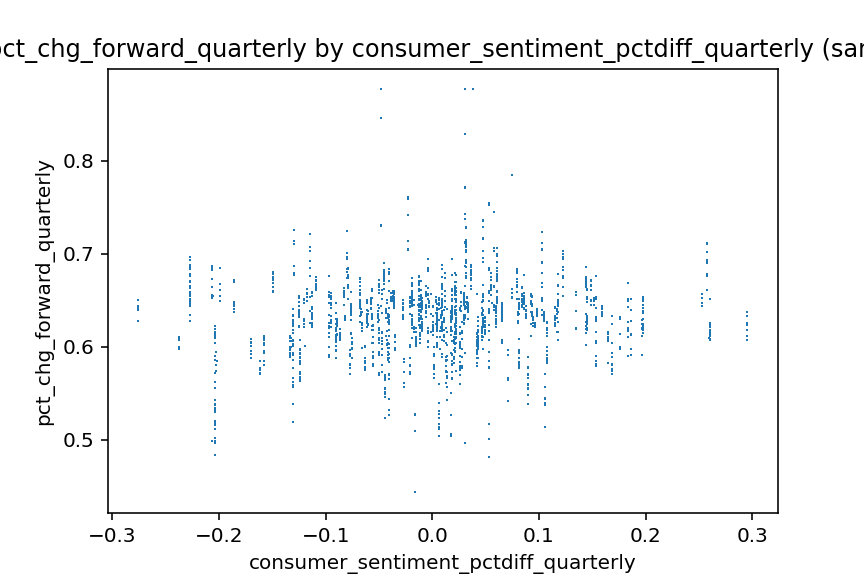 pct_chg_forward_quarterly by consumer_sentiment_pctdiff_quarterly (sar
pct_chg_forward_quarterly
0.8
0.7
0.6
0.5
−0.3 −0.2 −0.1 0.0 0.1 0.2 0.3
consumer_sentiment_pctdiff_quarterly